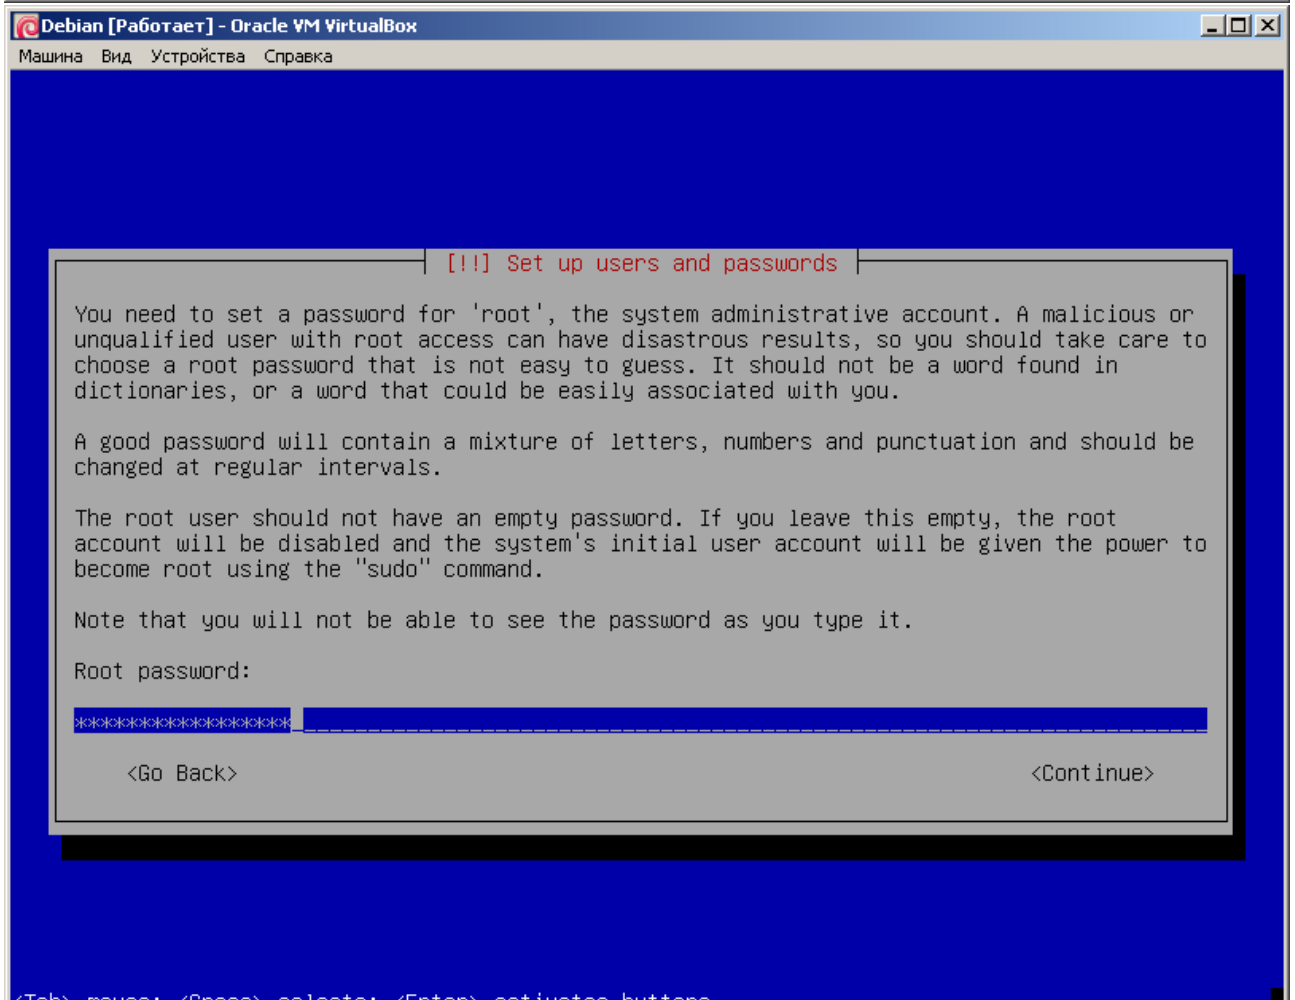 Debian [Работает] - Oracle VM VirtualBox
Машина Вид Устройства Справка
[!!] Set up users and passwords
You need to set a password for 'root', the system administrative account. A malicious or
unqualified user with root access can have disastrous results, so you should take care to
choose a root password that is not easy to guess. It should not be a word found in
dictionaries, or a word that could be easily associated with you.
A good password will contain a mixture of letters, numbers and punctuation and should be
changed at regular intervals.
The root user should not have an empty password. If you leave this empty, the root
account will be disabled and the system's initial user account will be given the power to
become root using the "sudo" command.
Note that you will not be able to see the password as you type it.
Root password:
*****************
<Go Back> <Continue>
<Tab> moves; <Space> selects; <Enter> activates buttons